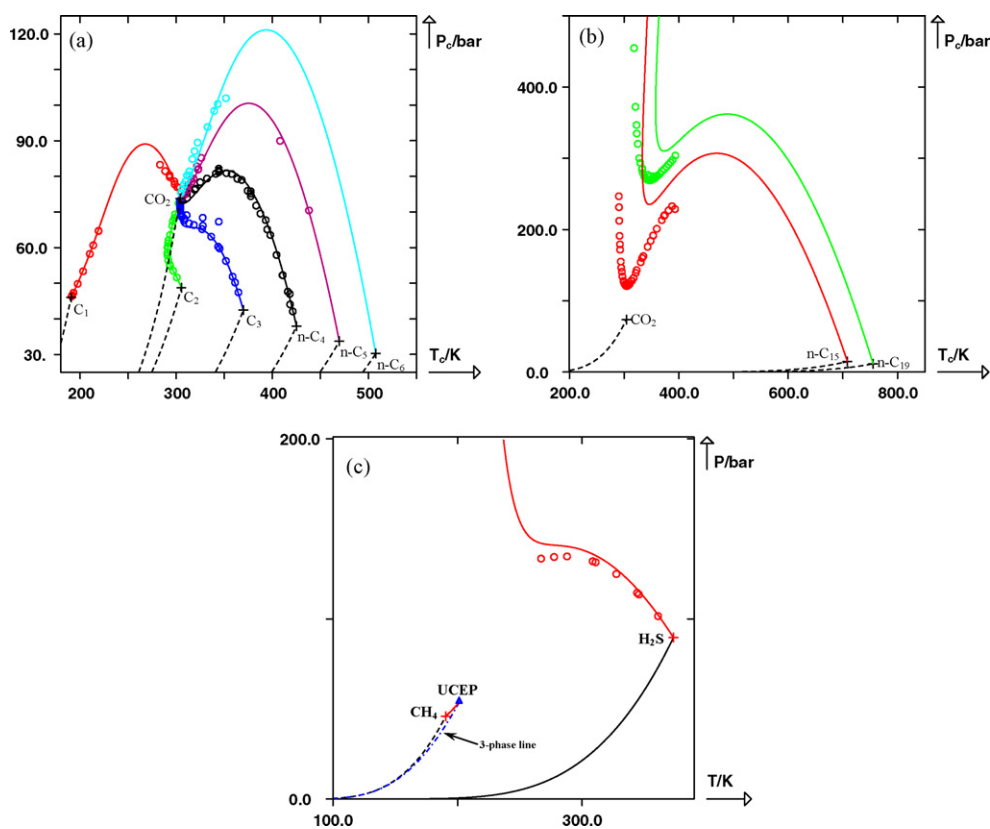 (a)
P_c/bar
120.0
90.0
60.0
30.
CO₂
C₁
C₂
C₃
n-C₄
n-C₅
n-C₆
T_c/K
200 300 400 500
(b)
P_c/bar
400.0
200.0
0.0
CO₂
n-C₁₅
n-C₁₉
T_c/K
200.0 400.0 600.0 800.0
(c)
P/bar
200.0
H₂S
UCEP
CH₄
3-phase line
0.0
T/K
100.0 300.0